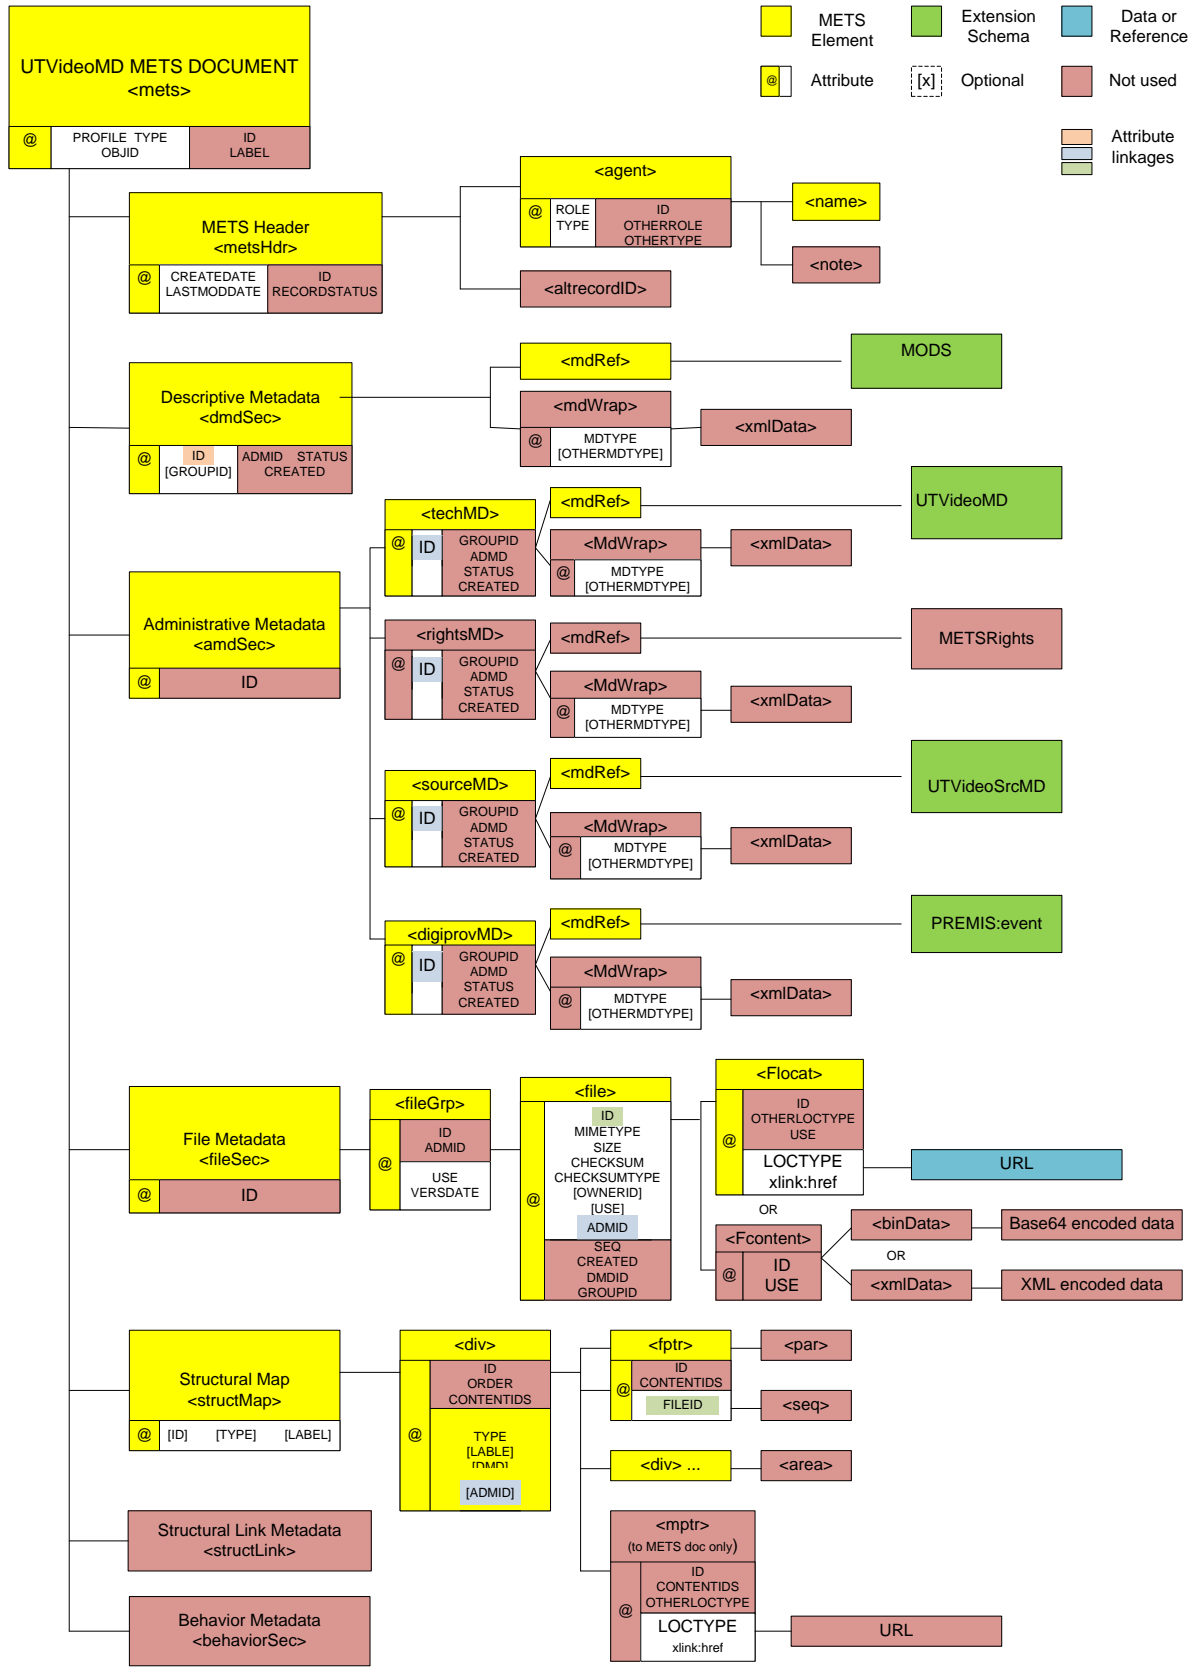 METS
Element
Extension
Schema
Data or
Reference
@
Attribute
[x]
Optional
Not used
Attribute
linkages
UTVideoMD METS DOCUMENT
<mets>
@
PROFILE TYPE
OBJID
ID
LABEL
METS Header
<metsHdr>
@
CREATEDATE
LASTMODDATE
ID
RECORDSTATUS
<agent>
@
ROLE
TYPE
ID
OTHERROLE
OTHERTYPE
<name>
<note>
<altrecordID>
Descriptive Metadata
<dmdSec>
@
ID
[GROUPID]
ADMID STATUS
CREATED
<mdRef>
MODS
<mdWrap>
@
MDTYPE
[OTHERMDTYPE]
<xmlData>
Administrative Metadata
<amdSec>
@
ID
<techMD>
@
ID
GROUPID
ADMD
STATUS
CREATED
<mdRef>
UTVideoMD
<MdWrap>
@
MDTYPE
[OTHERMDTYPE]
<xmlData>
<rightsMD>
@
ID
GROUPID
ADMD
STATUS
CREATED
<mdRef>
METSRights
<MdWrap>
@
MDTYPE
[OTHERMDTYPE]
<xmlData>
<sourceMD>
@
ID
GROUPID
ADMD
STATUS
CREATED
<mdRef>
UTVideoSrcMD
<MdWrap>
@
MDTYPE
[OTHERMDTYPE]
<xmlData>
<digiprovMD>
@
ID
GROUPID
ADMD
STATUS
CREATED
<mdRef>
PREMIS:event
<MdWrap>
@
MDTYPE
[OTHERMDTYPE]
<xmlData>
File Metadata
<fileSec>
@
ID
<fileGrp>
@
ID
ADMID
USE
VERSDATE
<file>
@
ID
MIMETYPE
SIZE
CHECKSUM
CHECKSUMTYPE
[OWNERID]
[USE]
ADMID
SEQ
CREATED
DMDID
GROUPID
<Flocat>
@
ID
OTHERLOCTYPE
USE
LOCTYPE
xlink:href
URL
OR
<Fcontent>
@
ID
USE
<binData>
Base64 encoded data
OR
<xmlData>
XML encoded data
Structural Map
<structMap>
@
[ID] [TYPE] [LABEL]
<div>
@
ID
ORDER
CONTENTIDS
TYPE
[LABLE]
[DMD]
[ADMID]
<fptr>
@
ID
CONTENTIDS
FILEID
<par>
<seq>
<div> ...
<area>
<mptr>
(to METS doc only)
@
ID
CONTENTIDS
OTHERLOCTYPE
LOCTYPE
xlink:href
URL
Structural Link Metadata
<structLink>
Behavior Metadata
<behaviorSec>